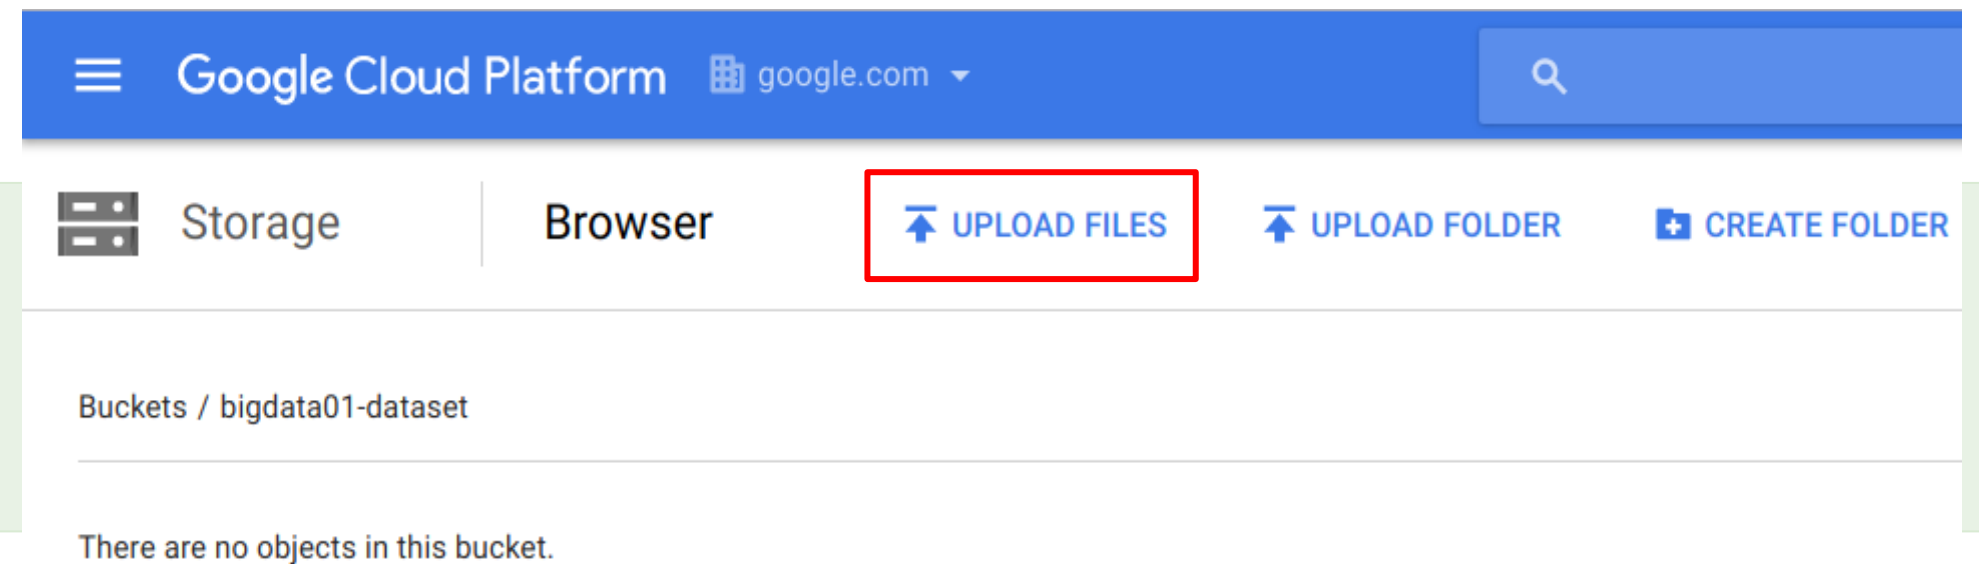 Google Cloud Platform google.com
Storage Browser UPLOAD FILES UPLOAD FOLDER CREATE FOLDER
Buckets / bigdata01-dataset
There are no objects in this bucket.